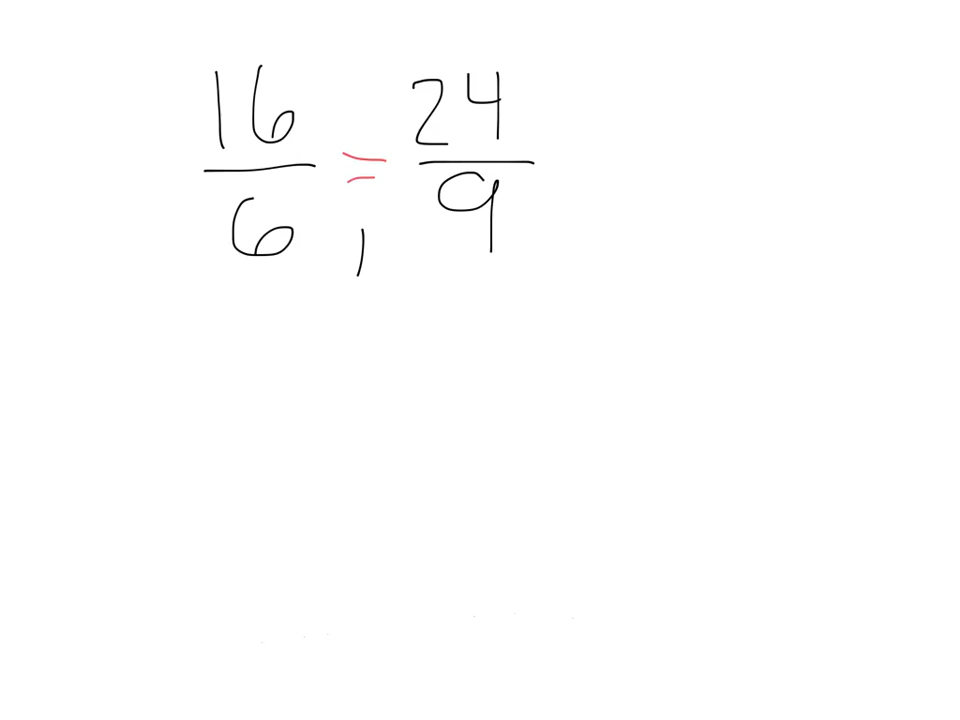 16/6 = , 24/9